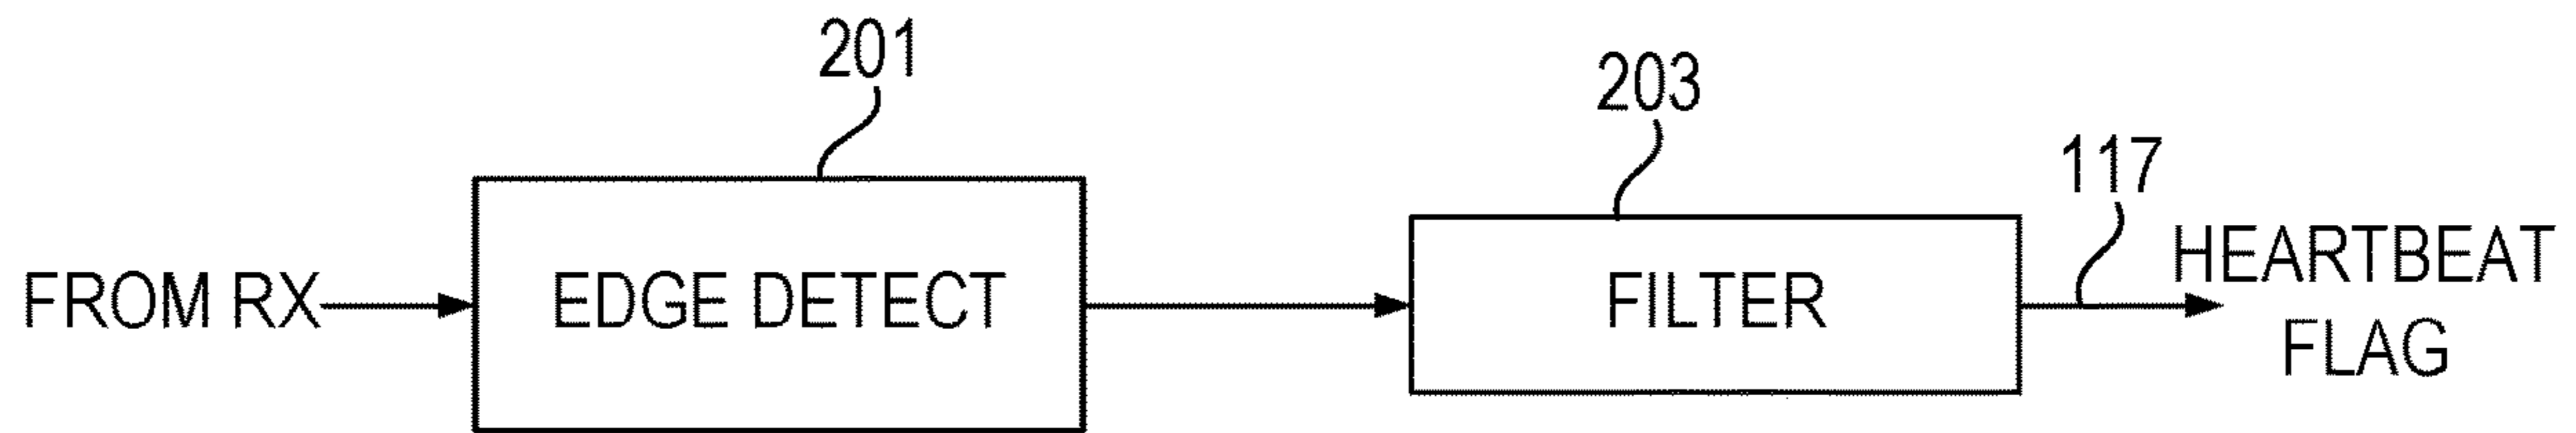 201
203
117
FROM RX
EDGE DETECT
FILTER
HEARTBEAT
FLAG